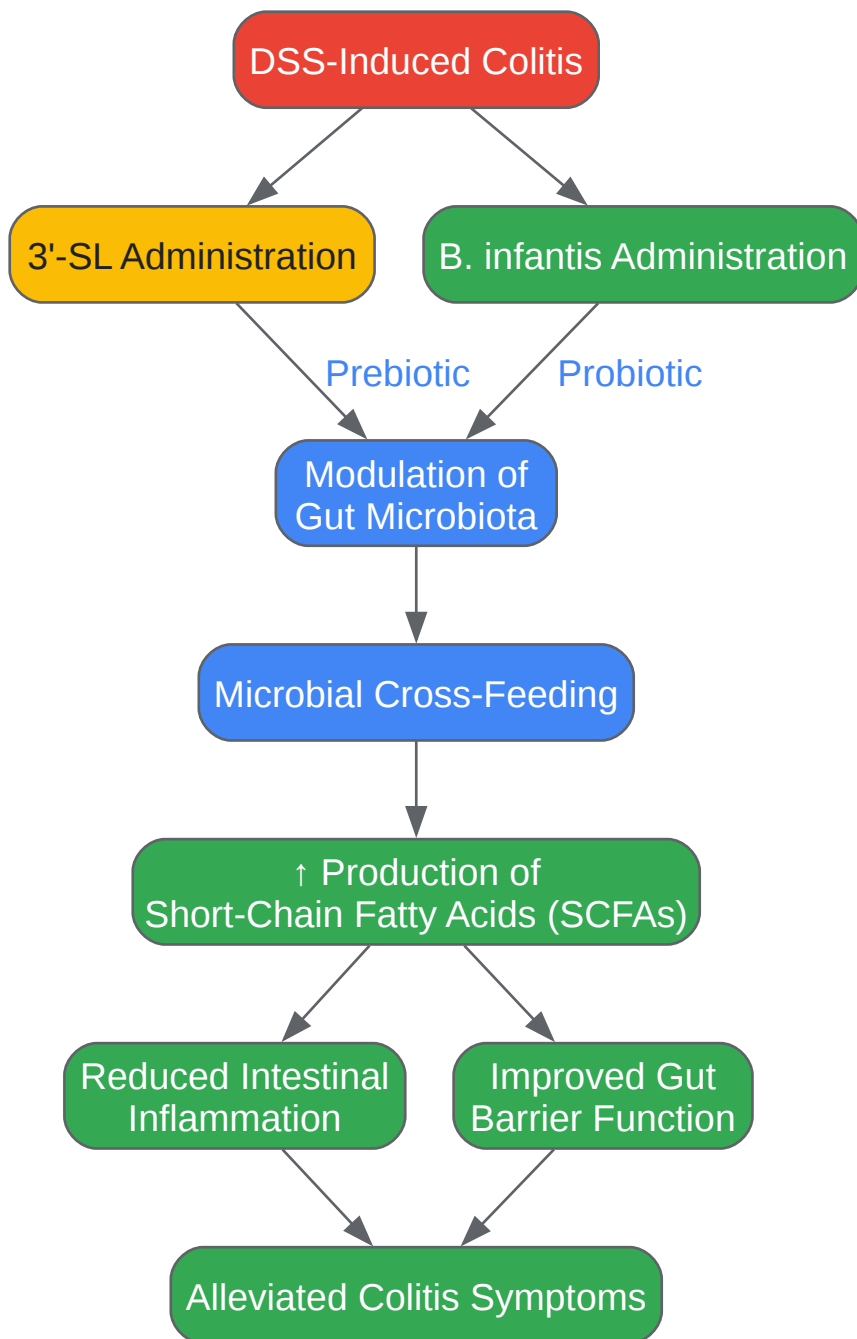 DSS-Induced Colitis
3'-SL Administration
B. infantis Administration
Prebiotic
Probiotic
Modulation of
Gut Microbiota
Microbial Cross-Feeding
↑ Production of
Short-Chain Fatty Acids (SCFAs)
Reduced Intestinal
Inflammation
Improved Gut
Barrier Function
Alleviated Colitis Symptoms